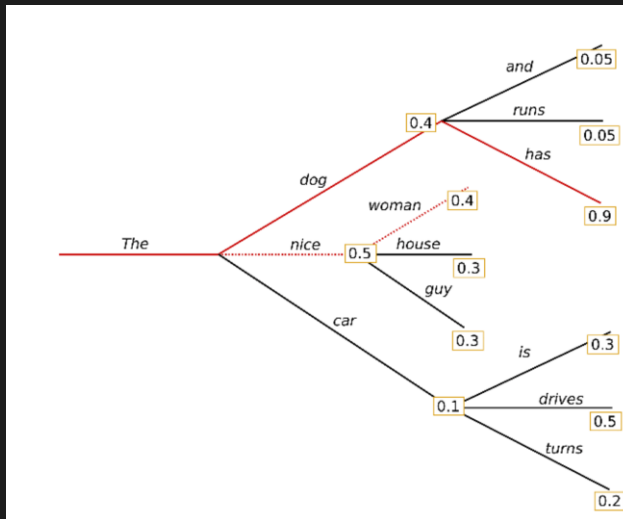 and
0.05
0.4
runs
0.05
has
dog
woman
0.4
0.9
The
nice
0.5
house
0.3
guy
car
0.3
is
0.3
0.1
drives
0.5
turns
0.2